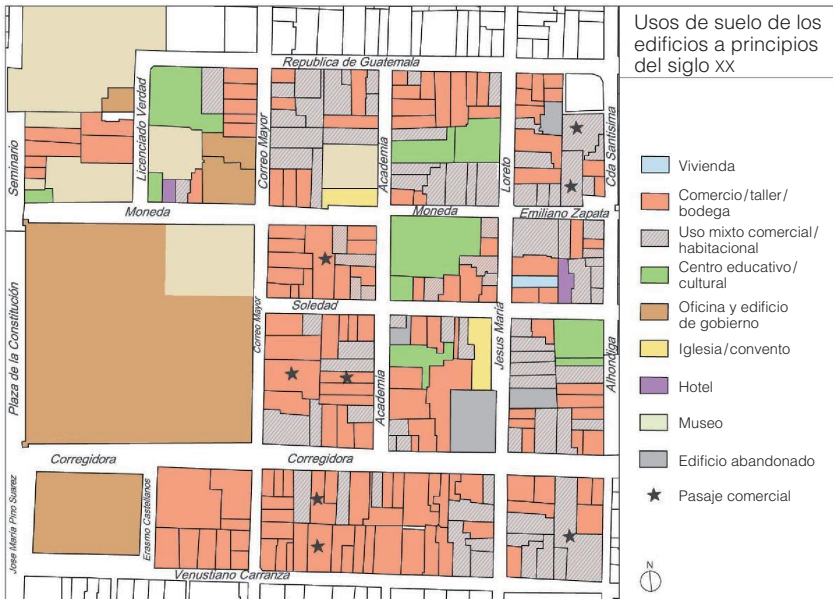 Usos de suelo de los
edificios a principios
del siglo XX
Vivienda
Comercio/taller/
bodega
Uso mixto comercial/
habitacional
Centro educativo/
cultural
Oficina y edificio
de gobierno
Iglesia/convento
Hotel
Museo
Edificio abandonado
Pasaje comercial
N
Republica de Guatemala
Seminario
Licenciado Verdad
Correo Mayor
Academia
Loreto
Cda Santisima
Moneda
Moneda
Emiliano Zapata
Plaza de la Constitución
Correo Mayor
Soledad
Academia
Jesus María
Alhondiga
Corregidora
Corregidora
Jose María Pino Suarez
Erasmo Castellanos
Venustiano Carranza